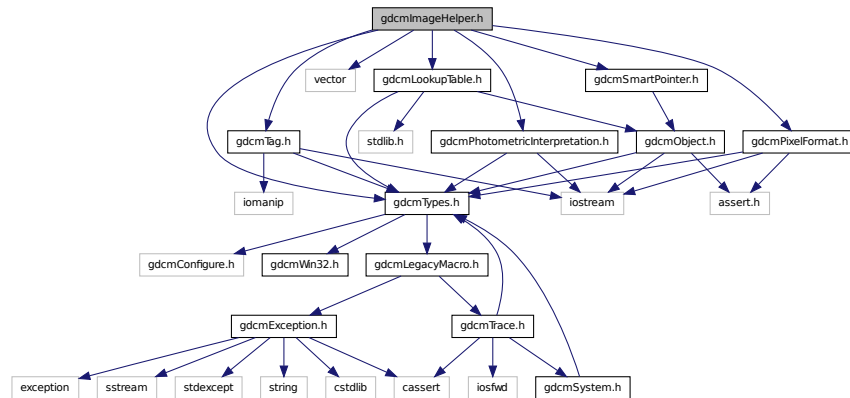 gdcmImageHelper.h
vector
gdcmLookupTable.h
gdcmSmartPointer.h
gdcmTag.h
stdlib.h
gdcmPhotometricInterpretation.h
gdcmObject.h
gdcmPixelFormat.h
iomanip
gdcmTypes.h
iostream
assert.h
gdcmConfigure.h
gdcmWin32.h
gdcmLegacyMacro.h
gdcmException.h
gdcmTrace.h
exception
sstream
stdexcept
string
cstdlib
cassert
iosfwd
gdcmSystem.h